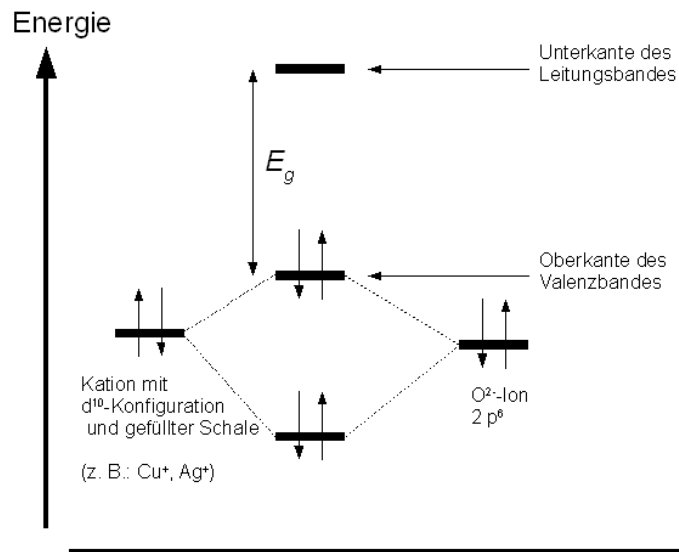 Energie
Unterkante des
Leitungsbandes
E_g
Oberkante des
Valenzbandes
Kation mit
d¹⁰-Konfiguration
und gefüllter Schale
(z. B.: Cu⁺, Ag⁺)
O²⁻-Ion
2 p⁶